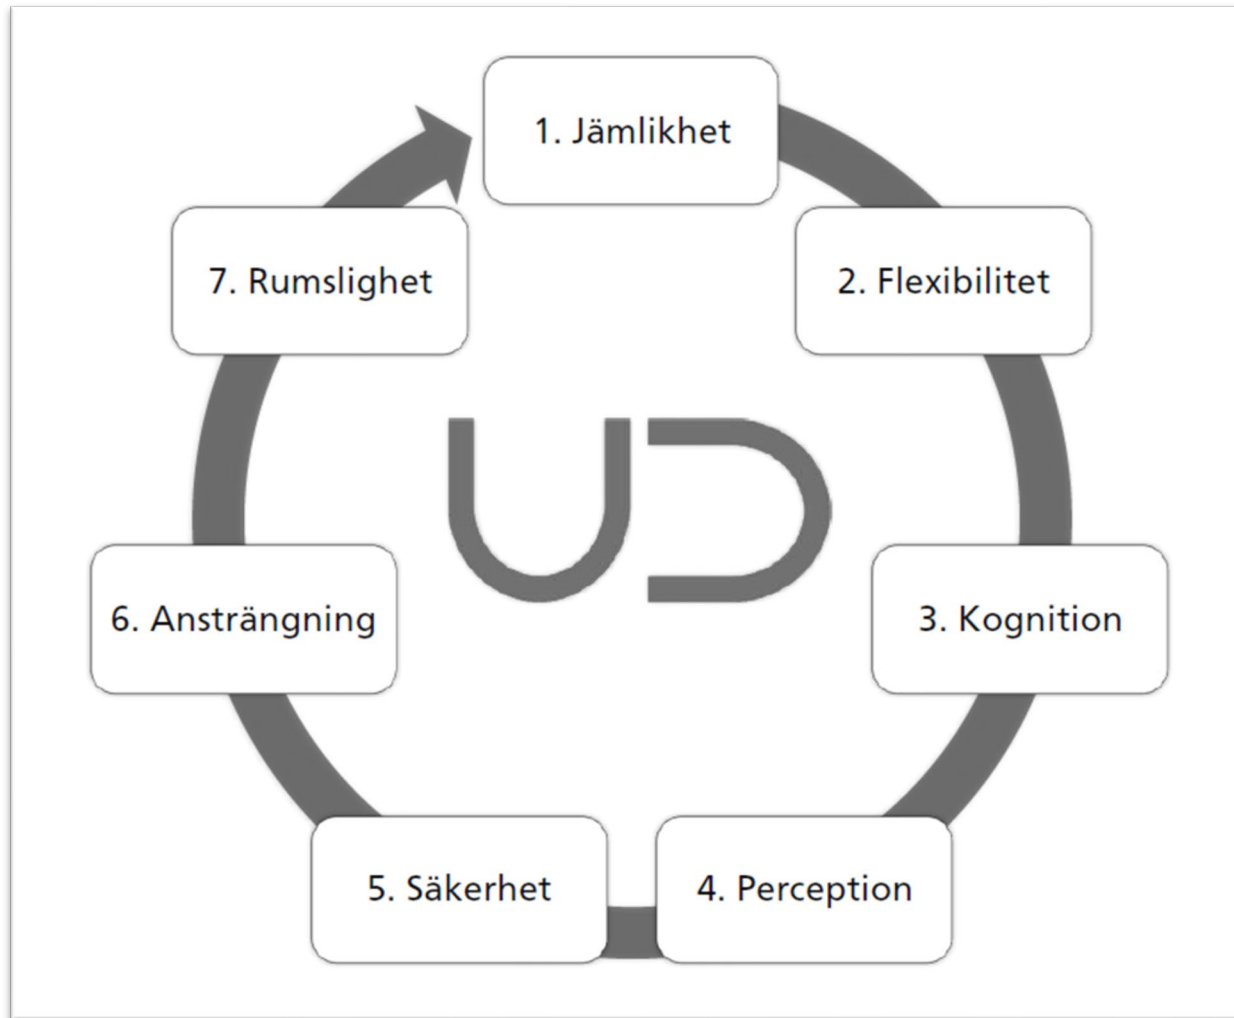 1. Jämlikhet
2. Flexibilitet
3. Kognition
4. Perception
5. Säkerhet
6. Ansträngning
7. Rumslighet
UD